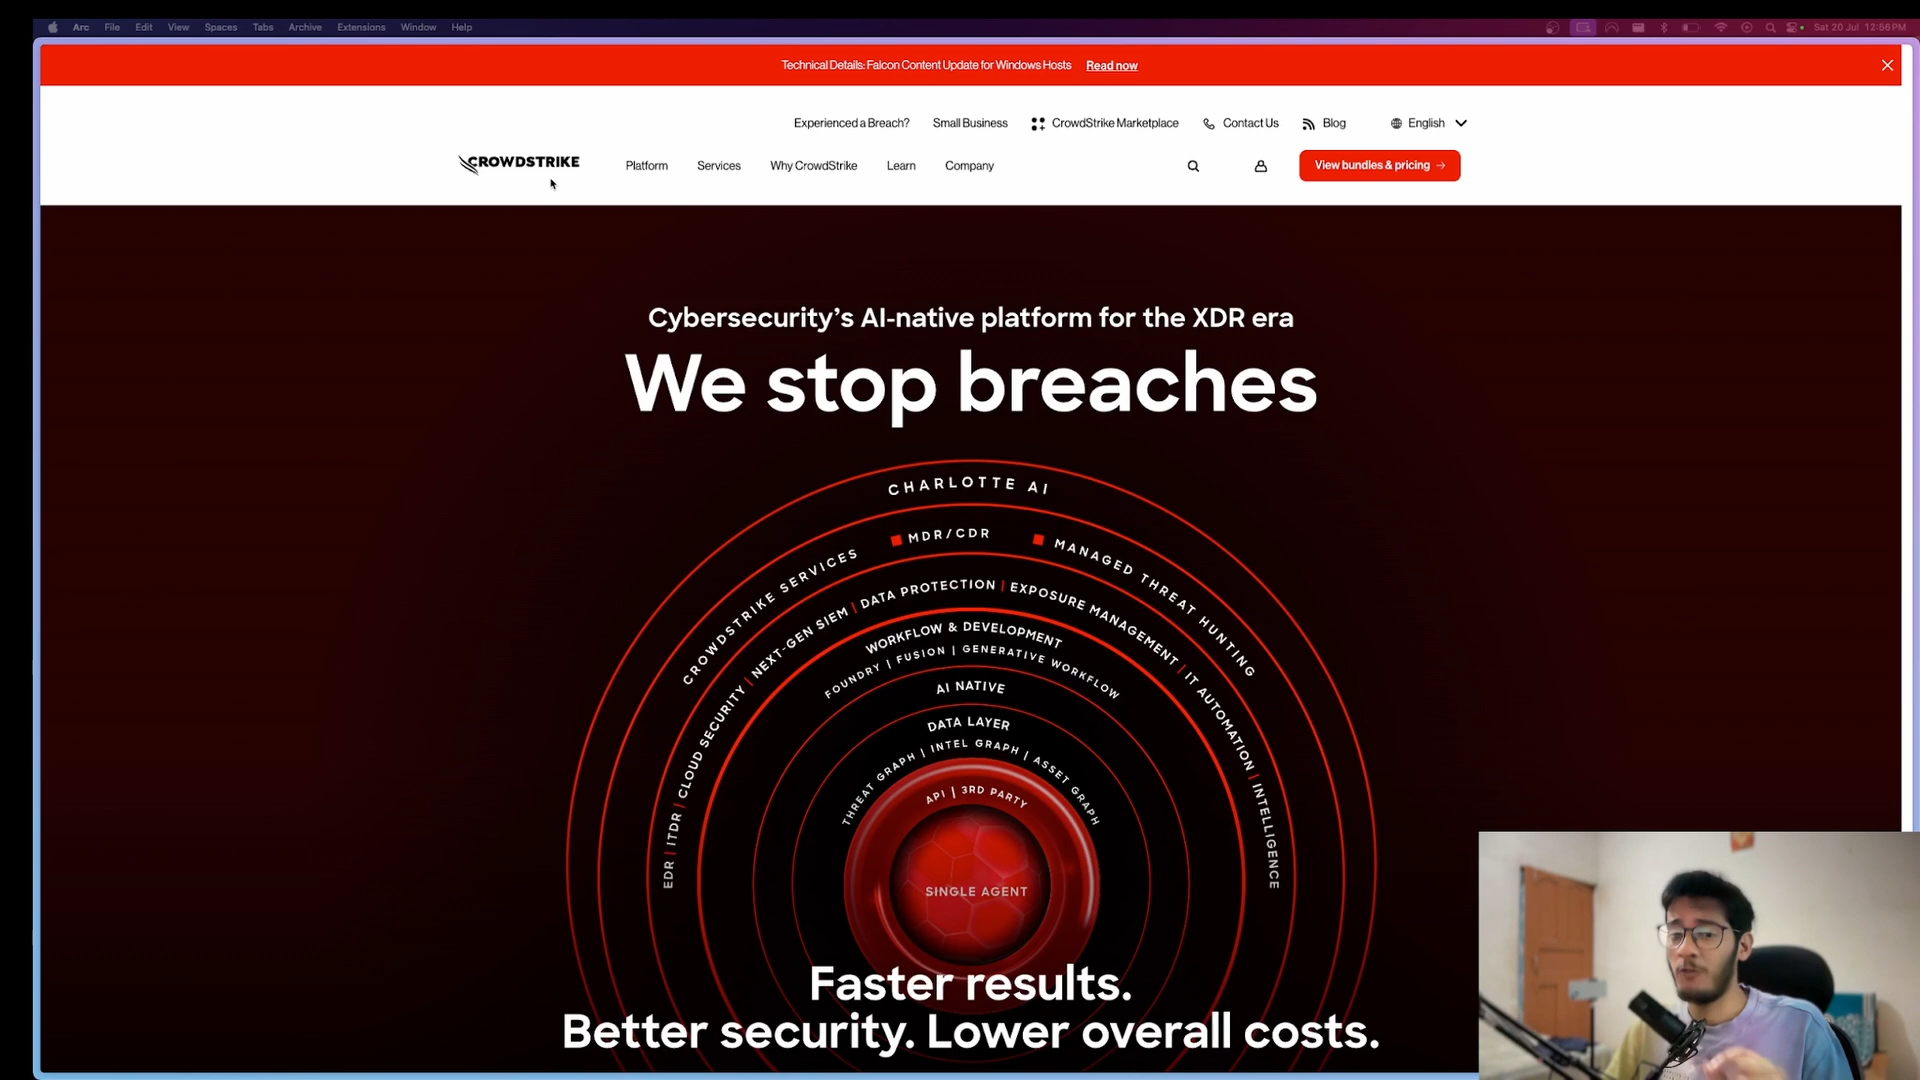 Arc File Edit View Spaces Tabs Archive Extensions Window Help Sat 20 Jul 12:56 PM
Technical Details: Falcon Content Update for Windows Hosts Read now
Experienced a Breach? Small Business CrowdStrike Marketplace Contact Us Blog English
CROWDSTRIKE Platform Services Why CrowdStrike Learn Company View bundles & pricing →
Cybersecurity's AI-native platform for the XDR era
We stop breaches
CHARLOTTE AI
CROWDSTRIKE SERVICES MDR/CDR MANAGED THREAT HUNTING
EDR | ITDR | CLOUD SECURITY | NEXT-GEN SIEM | DATA PROTECTION | EXPOSURE MANAGEMENT | IT AUTOMATION | INTELLIGENCE
WORKFLOW & DEVELOPMENT
FOUNDRY | FUSION | GENERATIVE WORKFLOW
AI NATIVE
DATA LAYER
THREAT GRAPH | INTEL GRAPH | ASSET GRAPH
API | 3RD PARTY
SINGLE AGENT
Faster results.
Better security. Lower overall costs.